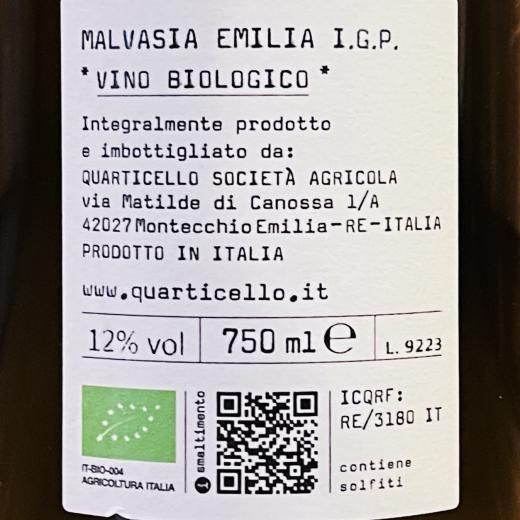 MALVASIA EMILIA I.G.P.
*VINO BIOLOGICO*
Integralmente prodotto
e imbottigliato da:
QUARTICELLO SOCIETÀ AGRICOLA
via Matilde di Canossa 1/A
42027 Montecchio Emilia-RE-ITALIA
PRODOTTO IN ITALIA
www.quarticello.it
12% vol 750 ml e L. 9223
IT-BIO-004
AGRICOLTURA ITALIA
smaltimento
ICQRF:
RE/3180 IT
contiene
solfiti